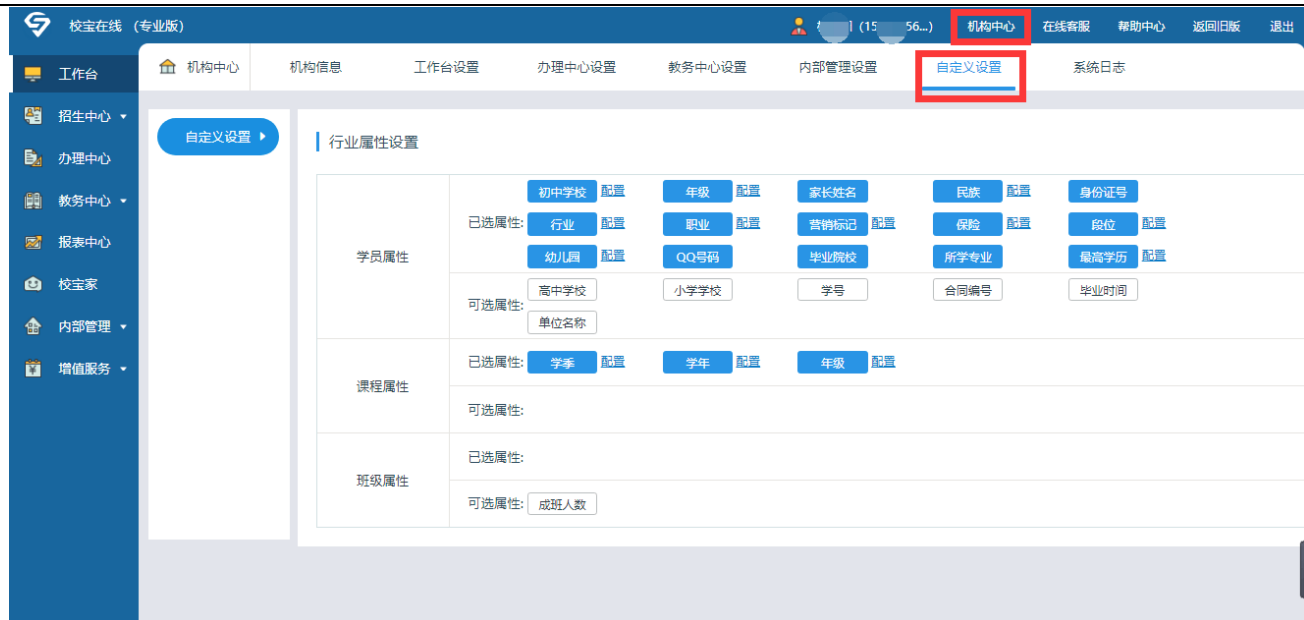 校宝在线 (专业版) (15 56...) 机构中心 在线客服 帮助中心 返回旧版 退出
工作台 机构中心 机构信息 工作台设置 办理中心设置 教务中心设置 内部管理设置 自定义设置 系统日志
招生中心
办理中心
教务中心
报表中心
校宝家
内部管理
增值服务
自定义设置
行业属性设置
学员属性
已选属性: 初中学校 配置 年级 配置 家长姓名 民族 配置 身份证号
行业 配置 职业 配置 营销标记 配置 保险 配置 段位 配置
幼儿园 配置 QQ号码 毕业院校 所学专业 最高学历 配置
可选属性: 高中学校 小学学校 学号 合同编号 毕业时间
单位名称
课程属性
已选属性: 学季 配置 学年 配置 年级 配置
可选属性:
班级属性
已选属性:
可选属性: 成班人数